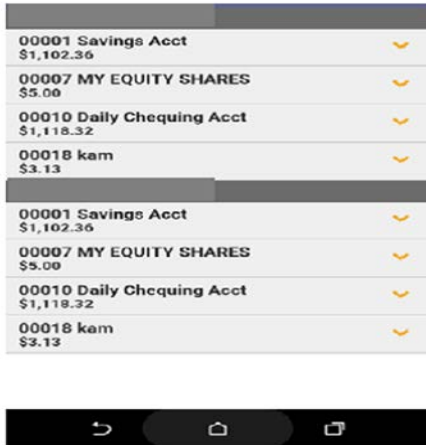 00001 Savings Acct
$1,102.36
00007 MY EQUITY SHARES
$5.00
00010 Daily Chequing Acct
$1,118.32
00018 kam
$3.13
00001 Savings Acct
$1,102.36
00007 MY EQUITY SHARES
$5.00
00010 Daily Chequing Acct
$1,118.32
00018 kam
$3.13